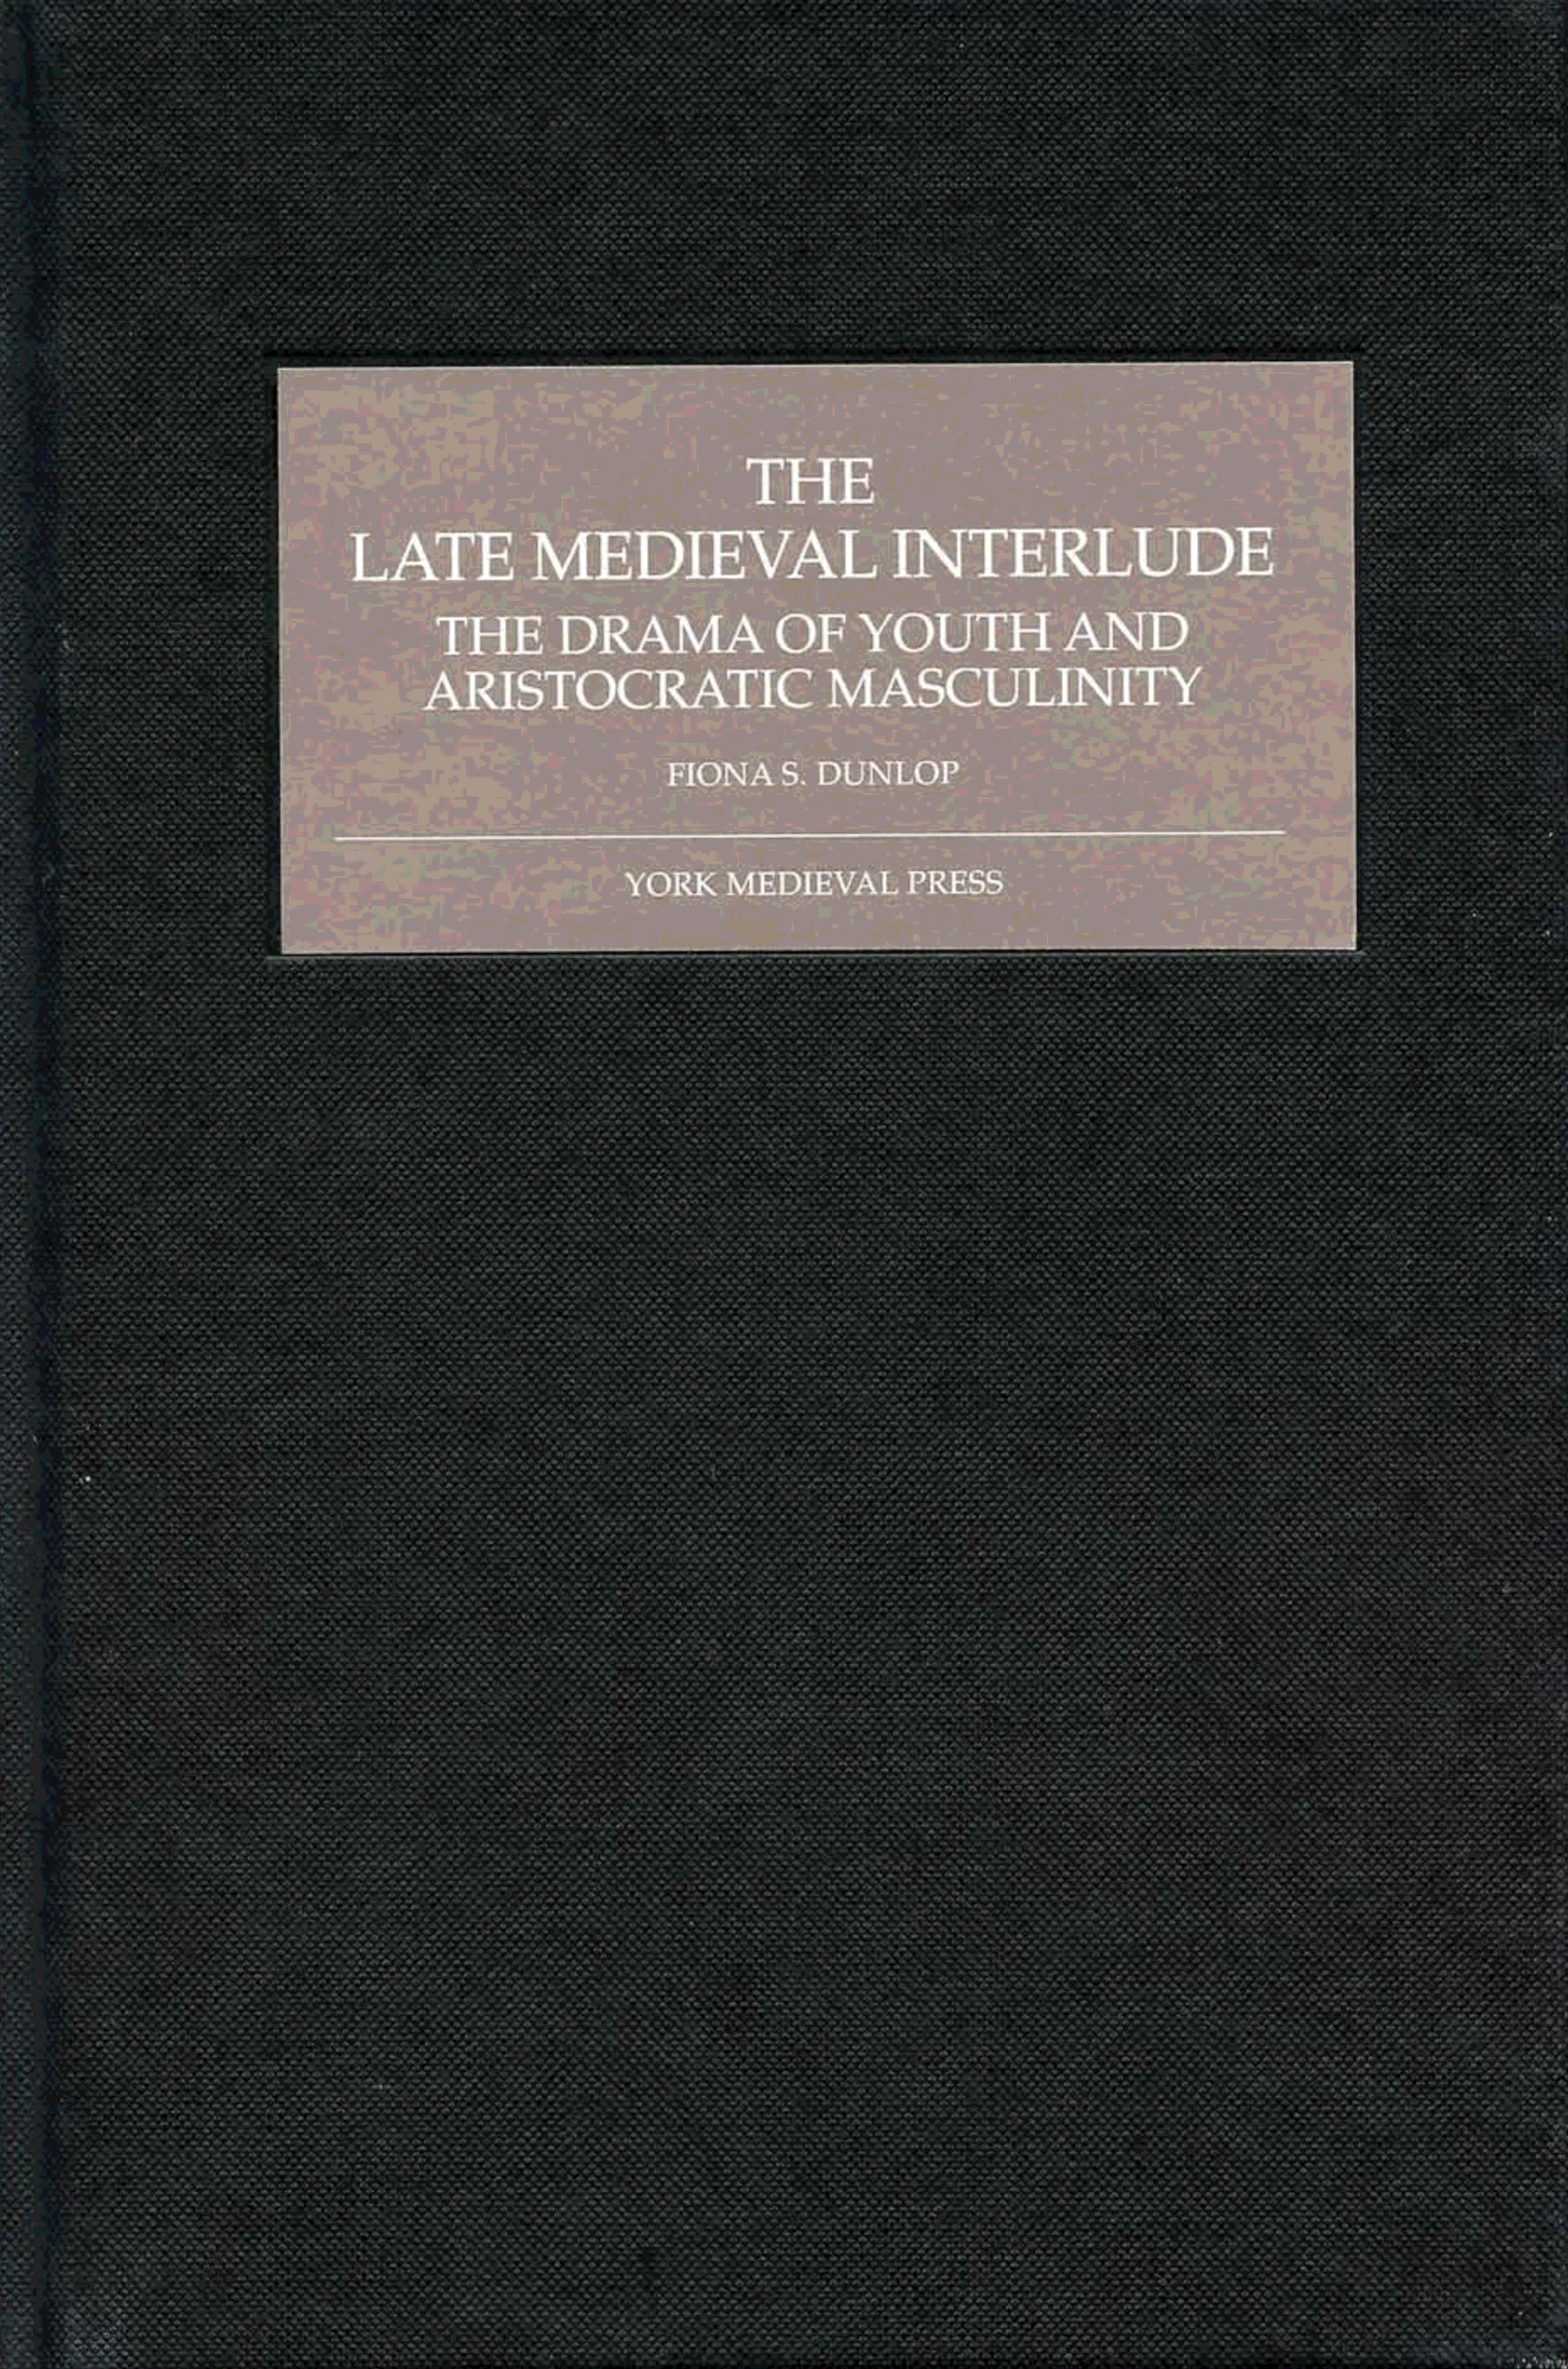 THE
LATE MEDIEVAL INTERLUDE
THE DRAMA OF YOUTH AND
ARISTOCRATIC MASCULINITY
FIONA S. DUNLOP
YORK MEDIEVAL PRESS